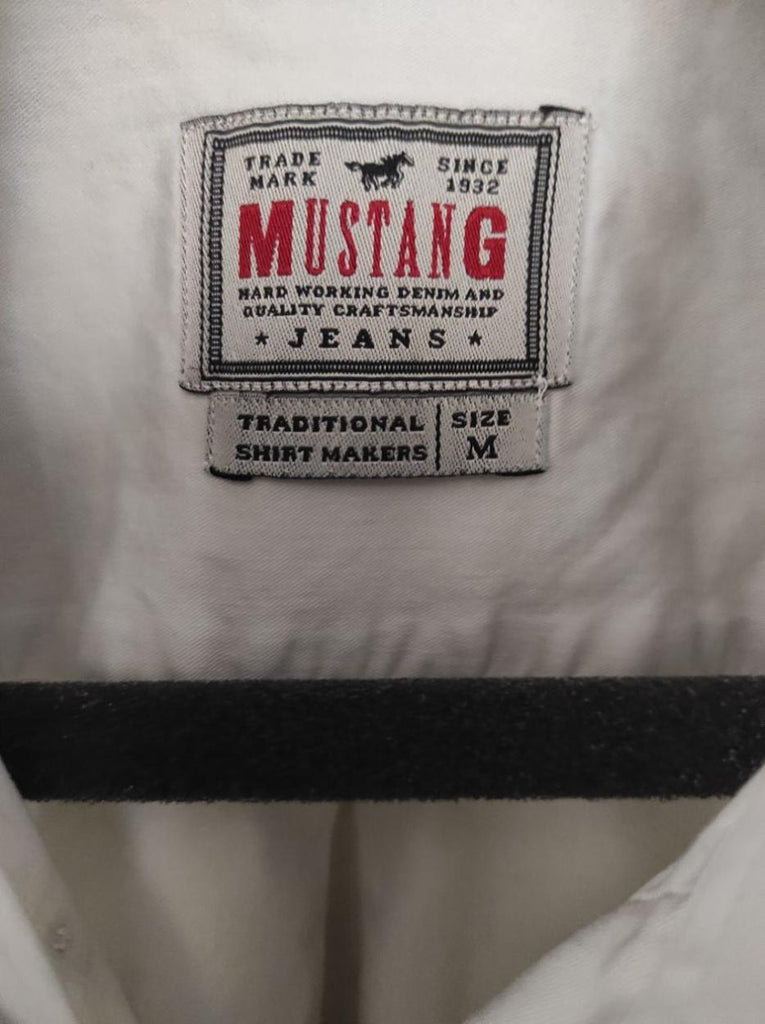 TRADE MARK
SINCE 1932
MUSTANG
HARD WORKING DENIM AND
QUALITY CRAFTSMANSHIP
★ JEANS ★
TRADITIONAL
SHIRT MAKERS
SIZE
M